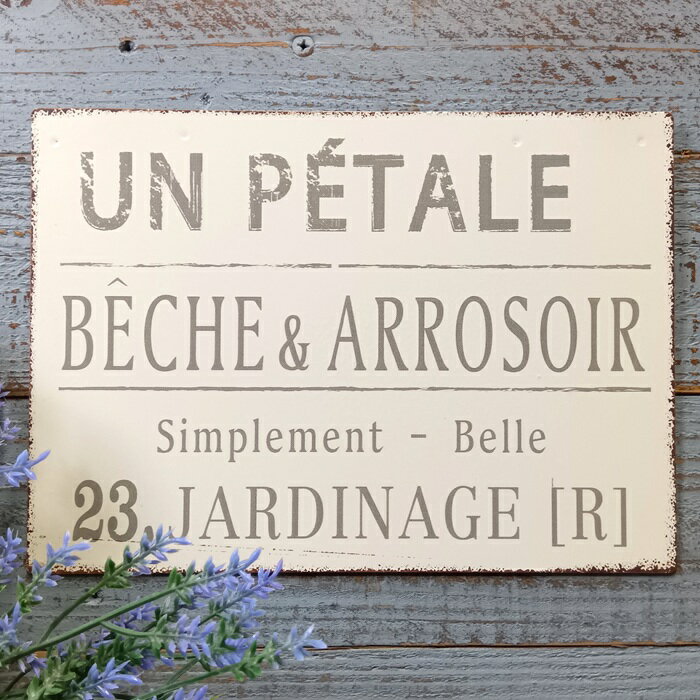 UN PÉTALE
BÊCHE & ARROSOIR
Simplement - Belle
23, JARDINAGE [R]